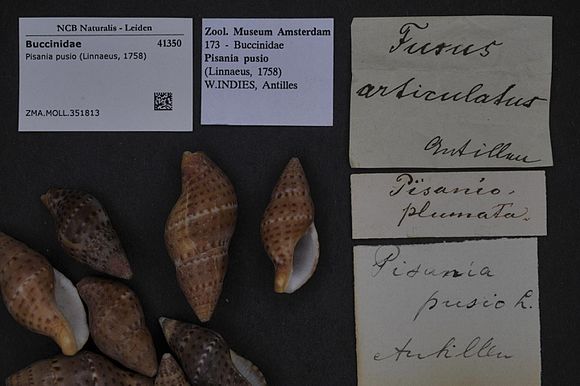 NCB Naturalis - Leiden
Buccinidae 41350
Pisania pusio (Linnaeus, 1758)
ZMA.MOLL.351813
Zool. Museum Amsterdam
173 - Buccinidae
Pisania pusio
(Linnaeus, 1758)
W.INDIES, Antilles
Fusus
articulatus
Antillen
Pisania
plumata.
Pisania
pusio L.
Antillen